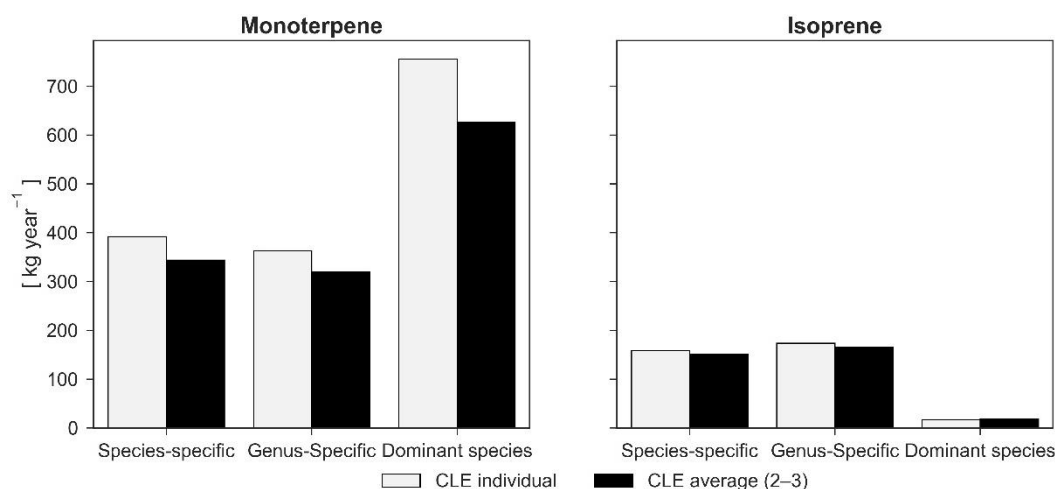 Monoterpene
Isoprene
[ kg year⁻¹ ]
700
600
500
400
300
200
100
0
Species-specific Genus-Specific Dominant species
Species-specific Genus-Specific Dominant species
CLE individual CLE average (2–3)